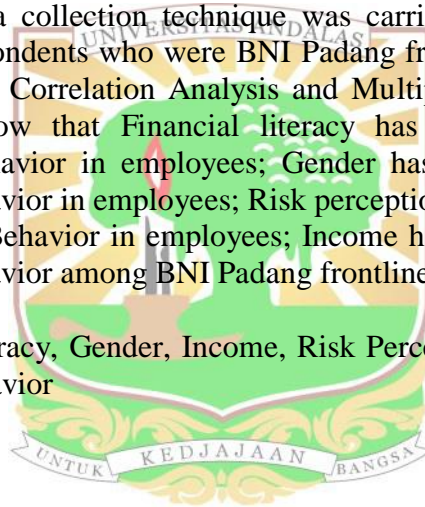 a collection technique was carri
UNIVERSITAS ANDALAS
ondents who were BNI Padang fr
Correlation Analysis and Multip
ow that Financial literacy has
avior in employees; Gender has
vior in employees; Risk perceptio
Behavior in employees; Income h
avior among BNI Padang frontline
racy, Gender, Income, Risk Perc
avior
UNTUK KEDJAJAAN BANGSA